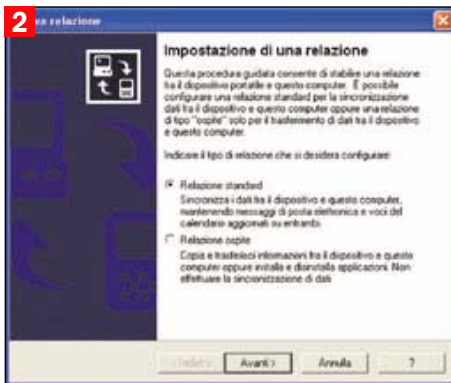 2
va relazione
Impostazione di una relazione
Questa procedura guidata consente di stabilire una relazione
fra il dispositivo portatile e questo computer. È possibile
configurare una relazione standard per la sincronizzazione
dati fra il dispositivo e questo computer oppure una relazione
di tipo "ospite" solo per il trasferimento di dati fra il dispositivo
e questo computer.
Indicare il tipo di relazione che si desidera configurare:
Relazione standard
Sincronizza i dati fra il dispositivo e questo computer,
mantenendo messaggi di posta elettronica e voci del
calendario aggiornati su entrambi.
Relazione ospite
Copia e trasferisci informazioni fra il dispositivo e questo
computer oppure installa e disinstalla applicazioni. Non
effettuare la sincronizzazione di dati
< Indietro
Avanti >
Annulla
?